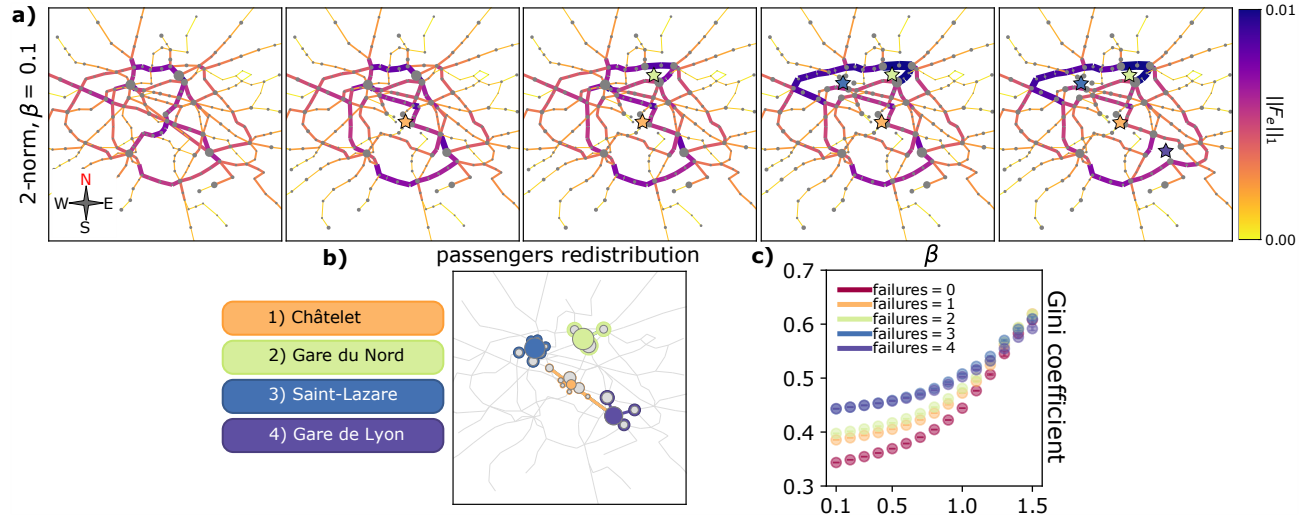 a)
2-norm, β = 0.1
N
W
E
S
0.01
||F_e||_1
0.00
b)
passengers redistribution
1) Châtelet
2) Gare du Nord
3) Saint-Lazare
4) Gare de Lyon
c)
β
0.7
0.6
0.5
0.4
0.3
failures = 0
failures = 1
failures = 2
failures = 3
failures = 4
0.1
0.5
1.0
1.5
Gini coefficient